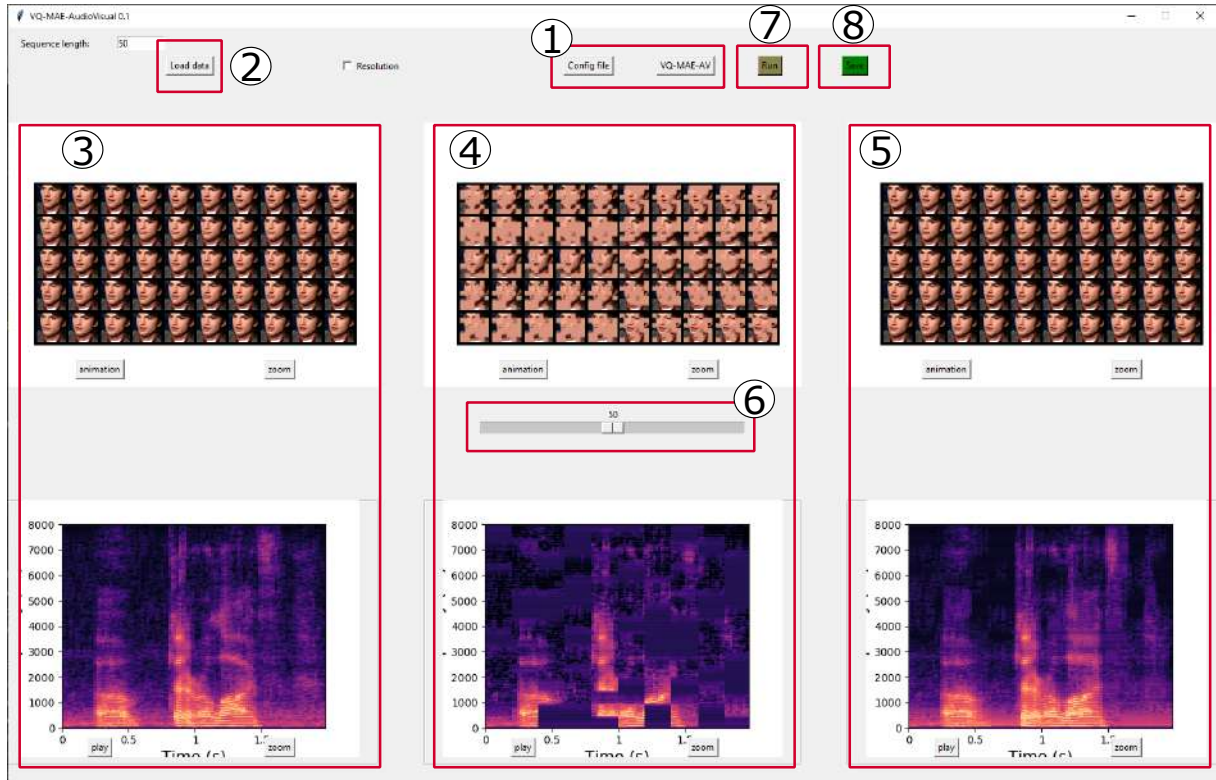 VQ-MAE-AudioVisual 0.1
Sequence length: 50
① ⑦ ⑧
Load data ② Resolution Config file VQ-MAE-AV Run Save
③ ④ ⑤
animation zoom animation zoom animation zoom
⑥
50
8000 8000 8000
7000 7000 7000
6000 6000 6000
5000 5000 5000
4000 4000 4000
3000 3000 3000
2000 2000 2000
1000 1000 1000
0 0 0
0 0.5 1 0 0.5 1 0 0.5 1
play Time (s) zoom play Time (s) zoom play Time (s) zoom